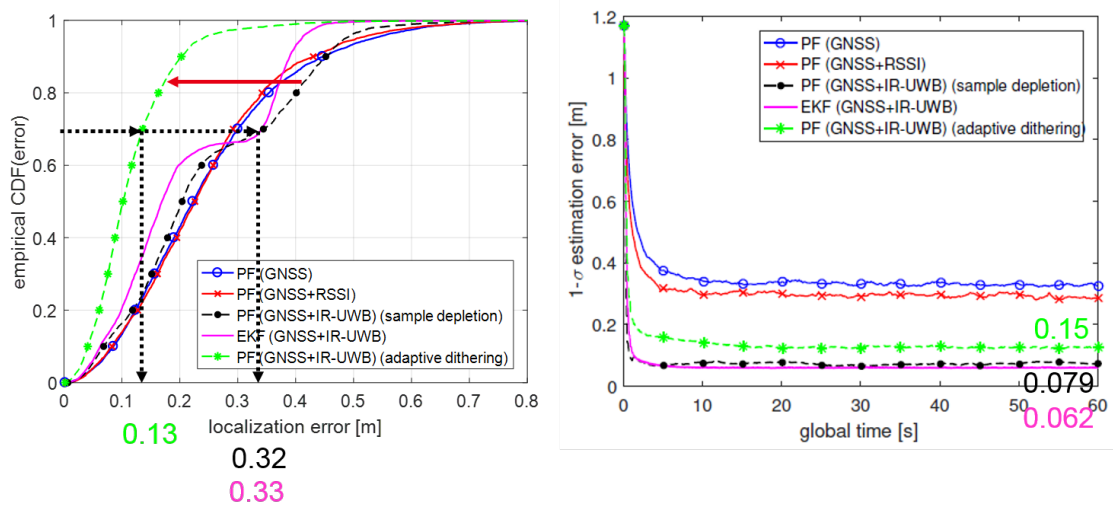 1
0.8
0.6
0.4
0.2
0
empirical CDF(error)
PF (GNSS)
PF (GNSS+RSSI)
PF (GNSS+IR-UWB) (sample depletion)
EKF (GNSS+IR-UWB)
PF (GNSS+IR-UWB) (adaptive dithering)
0 0.1 0.2 0.3 0.4 0.5 0.6 0.7 0.8
localization error [m]
0.13
0.32
0.33
1.2
1
0.8
0.6
0.4
0.2
0
1-σ estimation error [m]
PF (GNSS)
PF (GNSS+RSSI)
PF (GNSS+IR-UWB) (sample depletion)
EKF (GNSS+IR-UWB)
PF (GNSS+IR-UWB) (adaptive dithering)
0.15
0.079
0 10 20 30 40 50 60
0.062
global time [s]